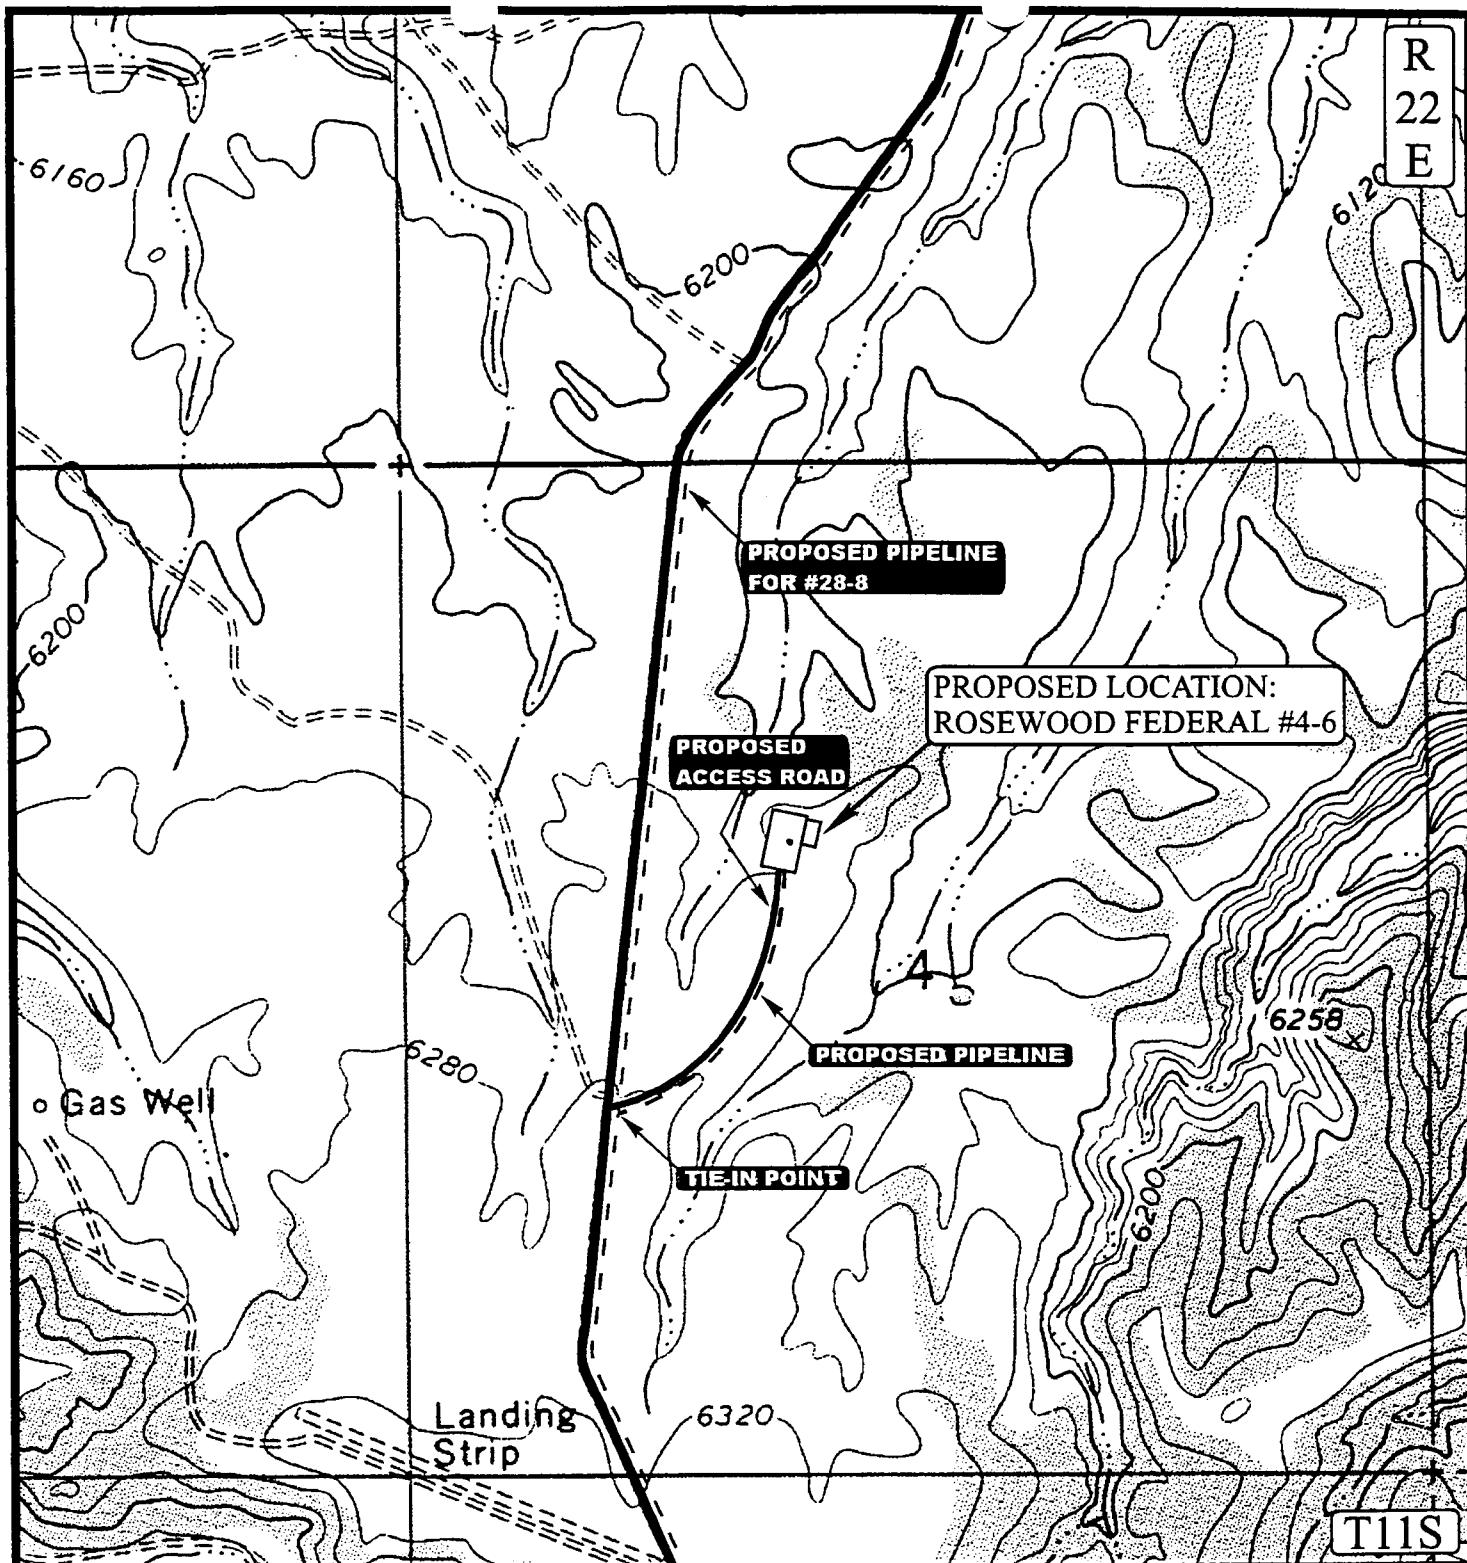 R
22
E
6160
6120
6200
PROPOSED PIPELINE
FOR #28-8
6200
PROPOSED LOCATION:
ROSEWOOD FEDERAL #4-6
PROPOSED
ACCESS ROAD
4
6258
6280
PROPOSED PIPELINE
Gas Well
TIE-IN POINT
6200
Landing
Strip
6320
T11S